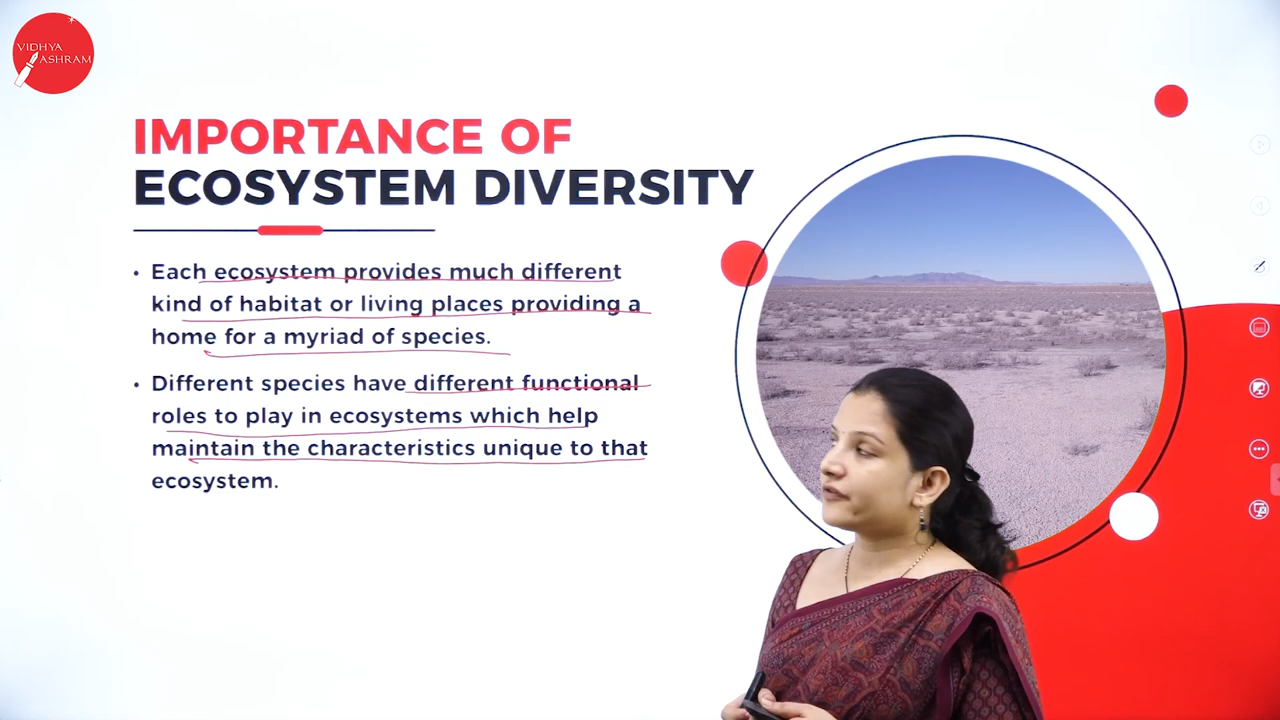 VIDHYA
ASHRAM
IMPORTANCE OF
ECOSYSTEM DIVERSITY
• Each ecosystem provides much different
kind of habitat or living places providing a
home for a myriad of species.
• Different species have different functional
roles to play in ecosystems which help
maintain the characteristics unique to that
ecosystem.